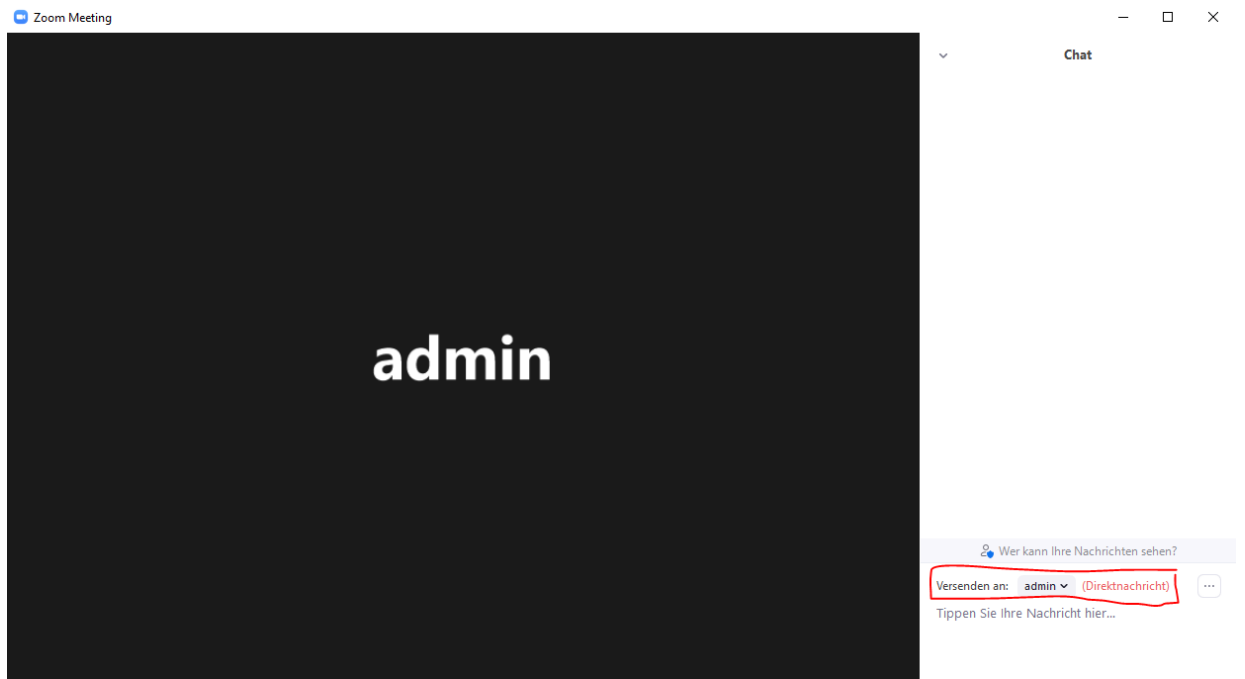 Zoom Meeting
Chat
admin
Wer kann Ihre Nachrichten sehen?
Versenden an: admin (Direktnachricht)
Tippen Sie Ihre Nachricht hier...